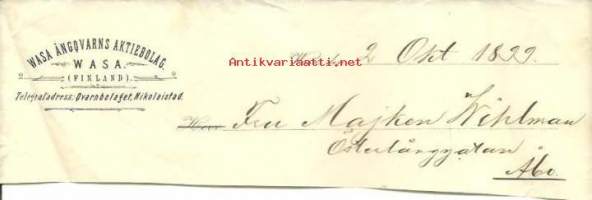 WASA ÅNGQVARNS AKTIEBOLAG.
WASA.
(FINLAND).
Telegrafadress: Qvarnbolaget, Nikolaistad.
Antikvariaatti.net
2 Okt 1899.
Fru Majken Wihlman
Österlånggatan
Åbo.